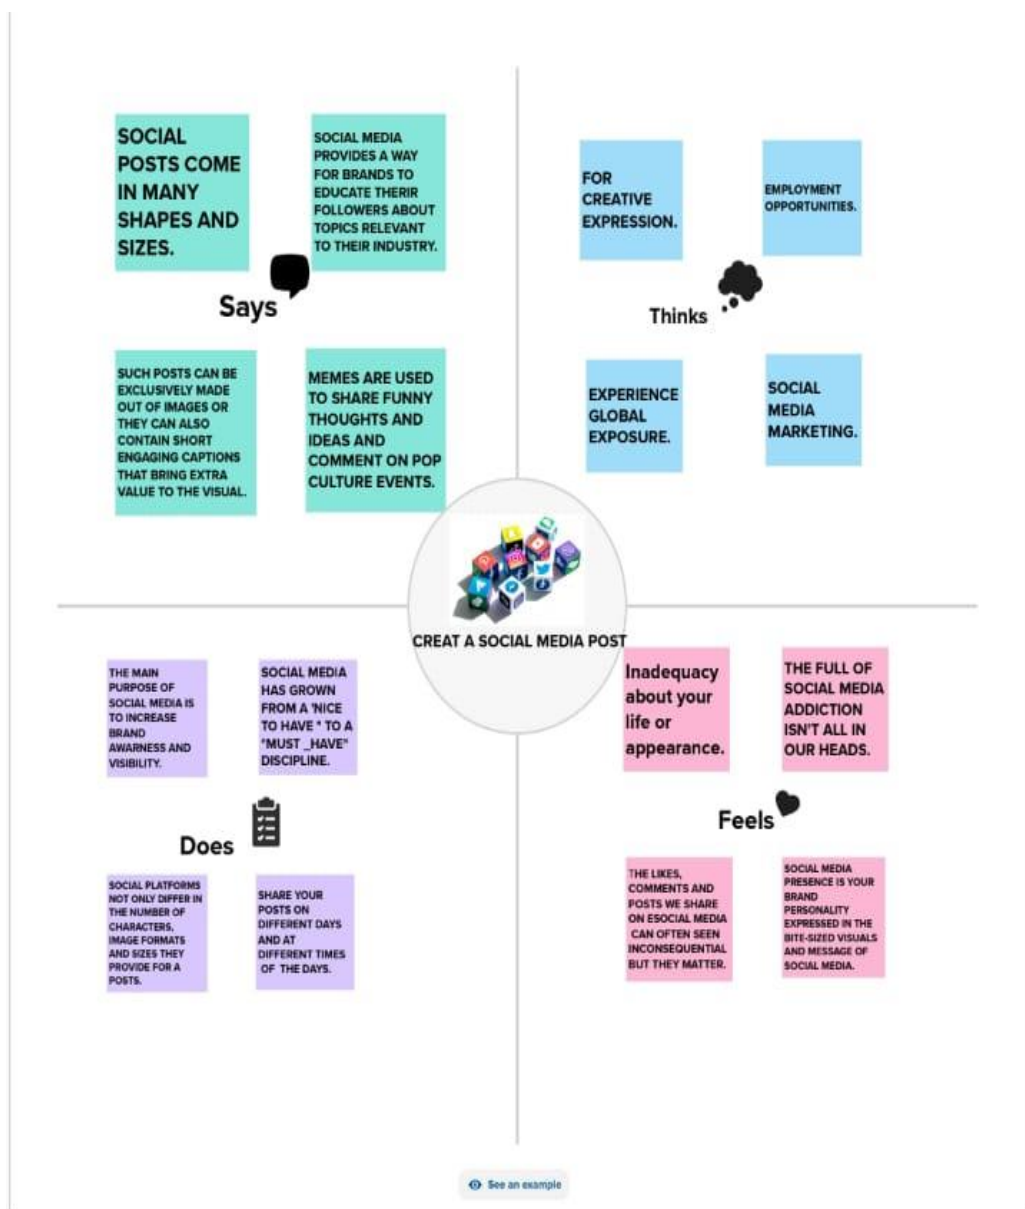 SOCIAL
POSTS COME
IN MANY
SHAPES AND
SIZES.
SOCIAL MEDIA
PROVIDES A WAY
FOR BRANDS TO
EDUCATE THERIR
FOLLOWERS ABOUT
TOPICS RELEVANT
TO THEIR INDUSTRY.
Says
SUCH POSTS CAN BE
EXCLUSIVELY MADE
OUT OF IMAGES OR
THEY CAN ALSO
CONTAIN SHORT
ENGAGING CAPTIONS
THAT BRING EXTRA
VALUE TO THE VISUAL.
MEMES ARE USED
TO SHARE FUNNY
THOUGHTS AND
IDEAS AND
COMMENT ON POP
CULTURE EVENTS.
FOR
CREATIVE
EXPRESSION.
EMPLOYMENT
OPPORTUNITIES.
Thinks
EXPERIENCE
GLOBAL
EXPOSURE.
SOCIAL
MEDIA
MARKETING.
CREAT A SOCIAL MEDIA POST
THE MAIN
PURPOSE OF
SOCIAL MEDIA IS
TO INCREASE
BRAND
AWARNESS AND
VISIBILITY.
SOCIAL MEDIA
HAS GROWN
FROM A 'NICE
TO HAVE " TO A
"MUST _HAVE"
DISCIPLINE.
Does
SOCIAL PLATFORMS
NOT ONLY DIFFER IN
THE NUMBER OF
CHARACTERS,
IMAGE FORMATS
AND SIZES THEY
PROVIDE FOR A
POSTS.
SHARE YOUR
POSTS ON
DIFFERENT DAYS
AND AT
DIFFERENT TIMES
OF THE DAYS.
Inadequacy
about your
life or
appearance.
THE FULL OF
SOCIAL MEDIA
ADDICTION
ISN'T ALL IN
OUR HEADS.
Feels
THE LIKES,
COMMENTS AND
POSTS WE SHARE
ON ESOCIAL MEDIA
CAN OFTEN SEEN
INCONSEQUENTIAL
BUT THEY MATTER.
SOCIAL MEDIA
PRESENCE IS YOUR
BRAND
PERSONALITY
EXPRESSED IN THE
BITE-SIZED VISUALS
AND MESSAGE OF
SOCIAL MEDIA.
See an example